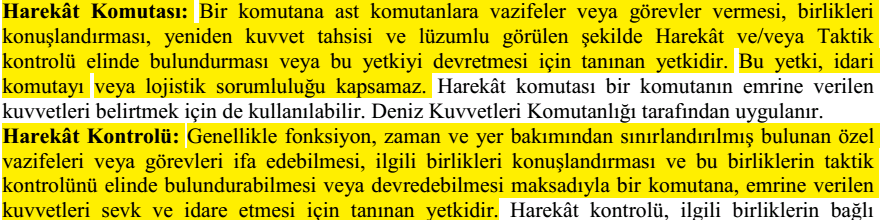 Harekât Komutası: Bir komutana ast komutanlara vazifeler veya görevler vermesi, birlikleri
konuşlandırması, yeniden kuvvet tahsisi ve lüzumlu görülen şekilde Harekât ve/veya Taktik
kontrolü elinde bulundurması veya bu yetkiyi devretmesi için tanınan yetkidir. Bu yetki, idari
komutayı veya lojistik sorumluluğu kapsamaz. Harekât komutası bir komutanın emrine verilen
kuvvetleri belirtmek için de kullanılabilir. Deniz Kuvvetleri Komutanlığı tarafından uygulanır.
Harekât Kontrolü: Genellikle fonksiyon, zaman ve yer bakımından sınırlandırılmış bulunan özel
vazifeleri veya görevleri ifa edebilmesi, ilgili birlikleri konuşlandırması ve bu birliklerin taktik
kontrolünü elinde bulundurabilmesi veya devredebilmesi maksadıyla bir komutana, emrine verilen
kuvvetleri sevk ve idare etmesi için tanınan yetkidir. Harekât kontrolü, ilgili birliklerin bağlı